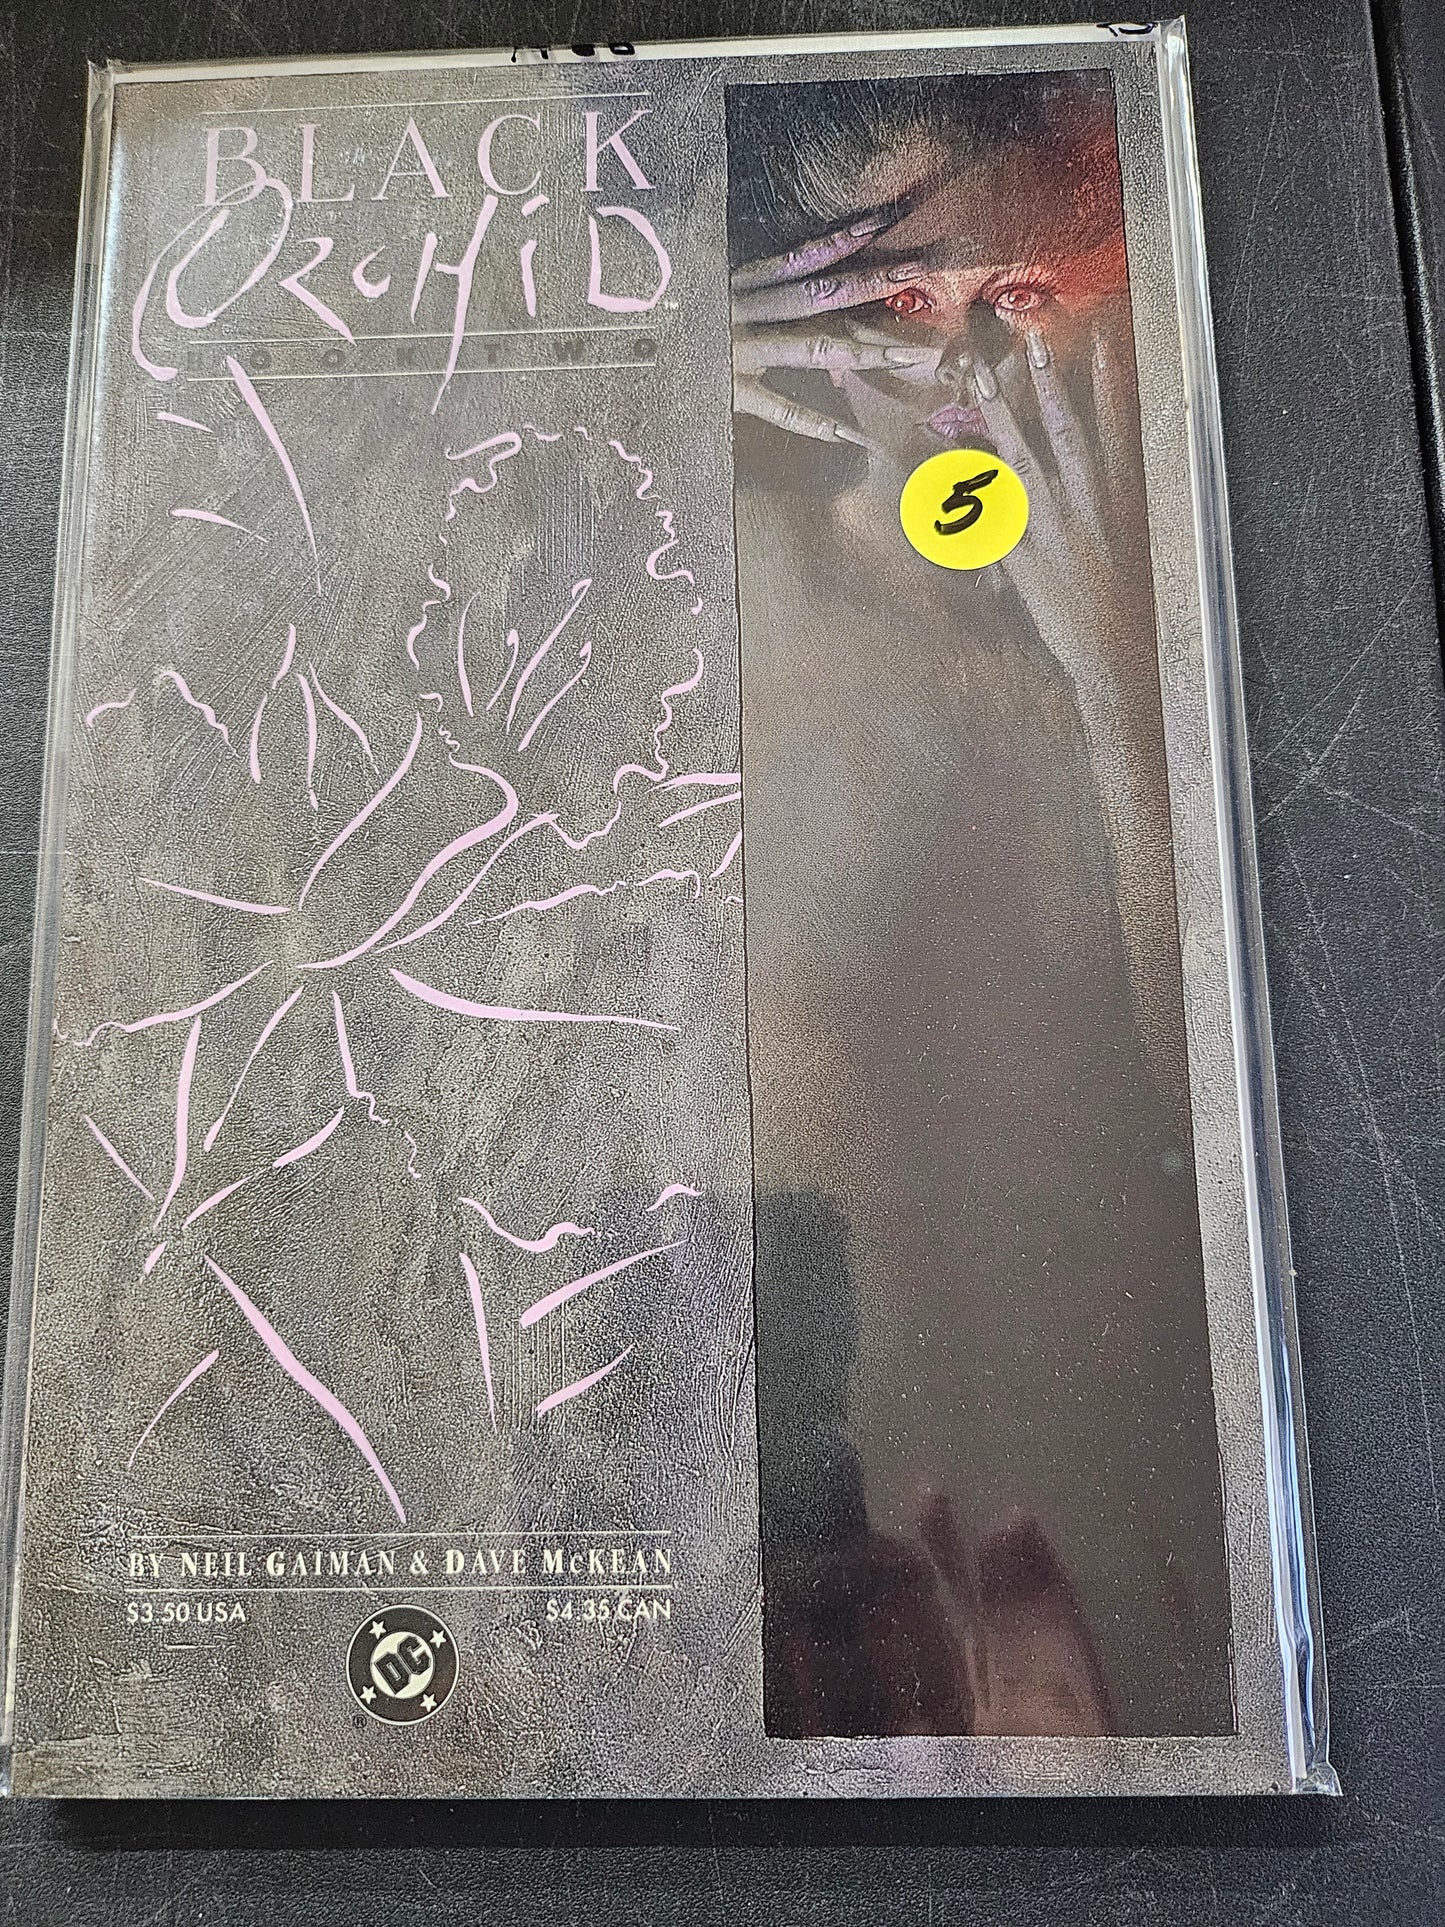 BLACK
ORCHID
BOOK TWO
5
BY NEIL GAIMAN & DAVE MCKEAN
$3.50 USA $4.35 CAN
DC
®